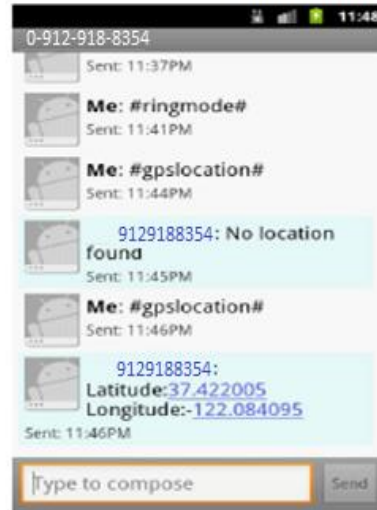 11:48
0-912-918-8354
Sent: 11:37PM
Me: #ringmode#
Sent: 11:41PM
Me: #gpslocation#
Sent: 11:44PM
9129188354: No location
found
Sent: 11:45PM
Me: #gpslocation#
Sent: 11:46PM
9129188354:
Latitude:37.422005
Longitude:-122.084095
Sent: 11:46PM
Type to compose
Send